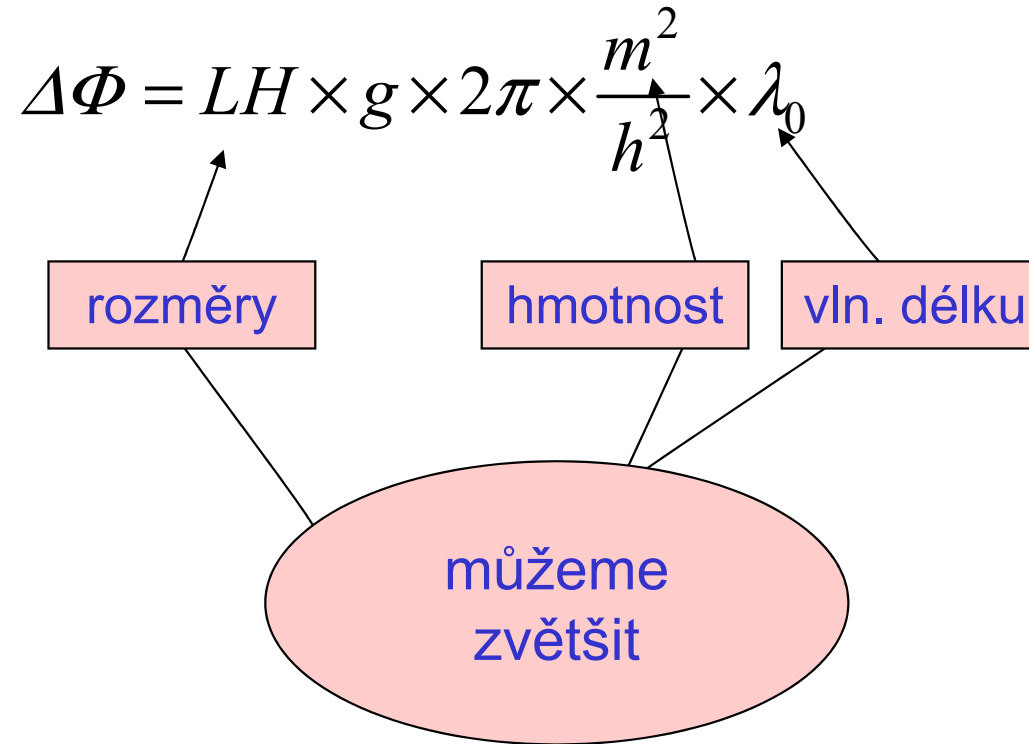 ΔΦ = LH × g × 2π × m²/h² × λ₀
rozměry
hmotnost
vln. délku
můžeme
zvětšit